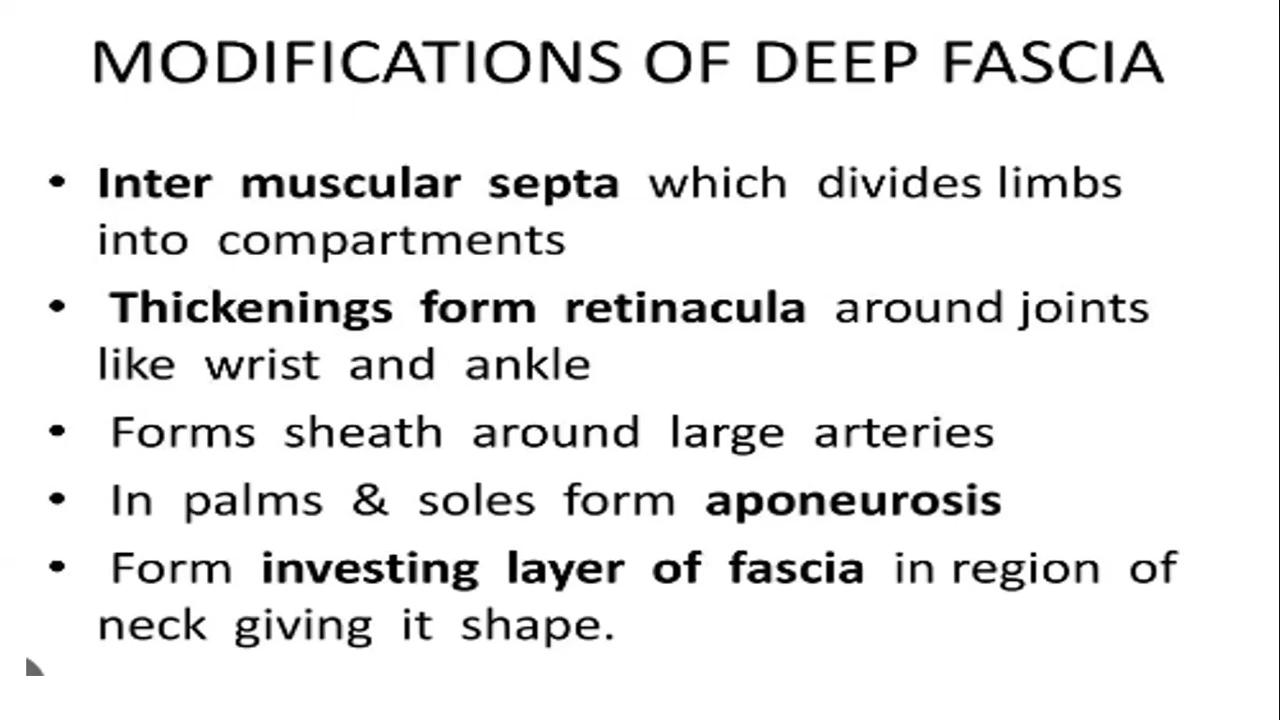 MODIFICATIONS OF DEEP FASCIA
• Inter muscular septa which divides limbs
into compartments
• Thickenings form retinacula around joints
like wrist and ankle
• Forms sheath around large arteries
• In palms & soles form aponeurosis
• Form investing layer of fascia in region of
neck giving it shape.